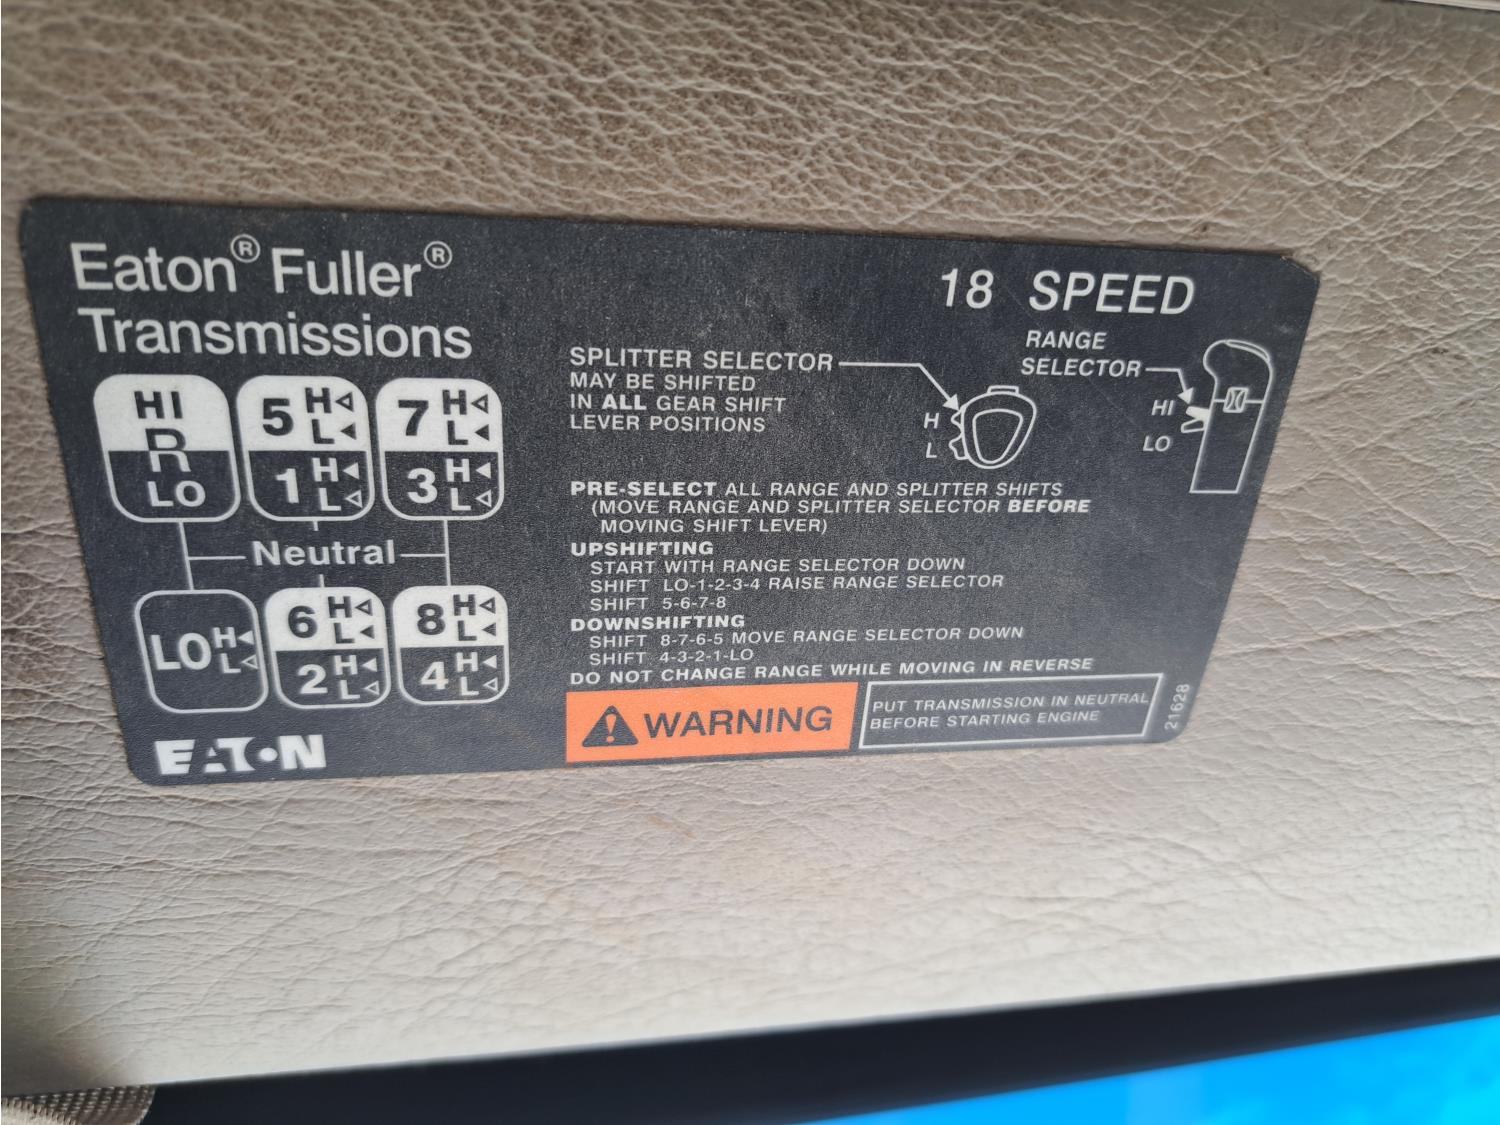 Eaton® Fuller®
Transmissions
18 SPEED
HI
R
LO
5 H
L
1 H
L
7 H
L
3 H
L
Neutral
LO H
L
6 H
L
2 H
L
8 H
L
4 H
L
EATON
SPLITTER SELECTOR
MAY BE SHIFTED
IN ALL GEAR SHIFT
LEVER POSITIONS
H
L
RANGE
SELECTOR
HI
LO
PRE-SELECT ALL RANGE AND SPLITTER SHIFTS
(MOVE RANGE AND SPLITTER SELECTOR BEFORE
MOVING SHIFT LEVER)
UPSHIFTING
START WITH RANGE SELECTOR DOWN
SHIFT LO-1-2-3-4 RAISE RANGE SELECTOR
SHIFT 5-6-7-8
DOWNSHIFTING
SHIFT 8-7-6-5 MOVE RANGE SELECTOR DOWN
SHIFT 4-3-2-1-LO
DO NOT CHANGE RANGE WHILE MOVING IN REVERSE
WARNING
PUT TRANSMISSION IN NEUTRAL
BEFORE STARTING ENGINE
21628